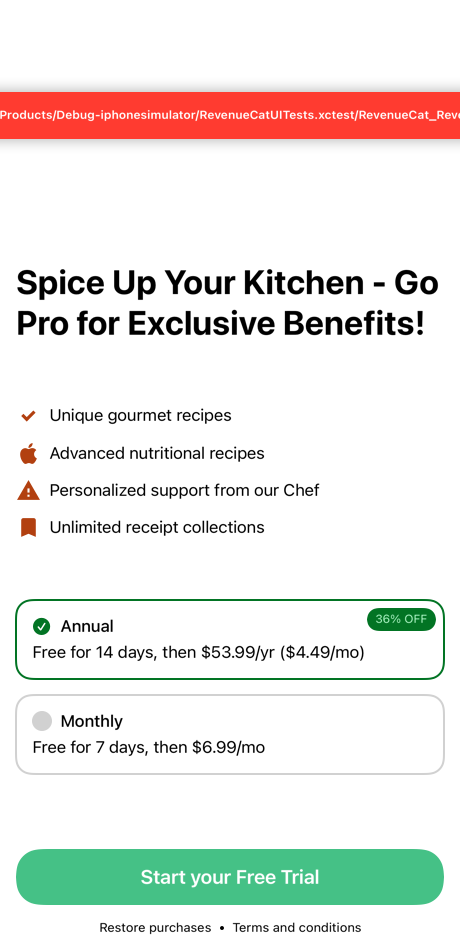 Products/Debug-iphonesimulator/RevenueCatUITests.xctest/RevenueCat_Reve
Spice Up Your Kitchen - Go
Pro for Exclusive Benefits!
Unique gourmet recipes
Advanced nutritional recipes
Personalized support from our Chef
Unlimited receipt collections
Annual
36% OFF
Free for 14 days, then $53.99/yr ($4.49/mo)
Monthly
Free for 7 days, then $6.99/mo
Start your Free Trial
Restore purchases • Terms and conditions